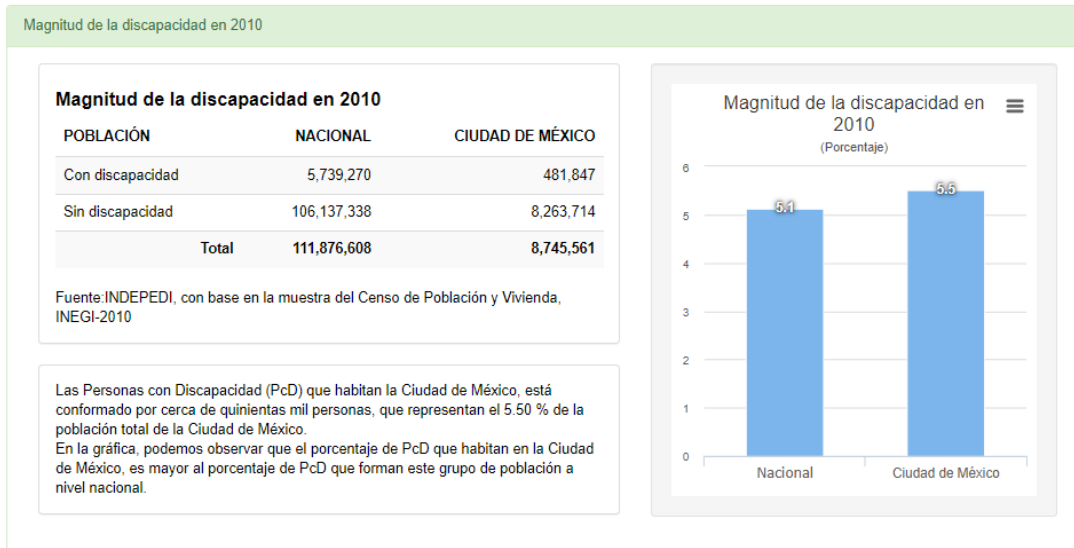 Magnitud de la discapacidad en 2010
Magnitud de la discapacidad en 2010
POBLACIÓN NACIONAL CIUDAD DE MÉXICO
Con discapacidad 5,739,270 481,847
Sin discapacidad 106,137,338 8,263,714
Total 111,876,608 8,745,561
Fuente:INDEPEDI, con base en la muestra del Censo de Población y Vivienda,
INEGI-2010
Las Personas con Discapacidad (PcD) que habitan la Ciudad de México, está
conformado por cerca de quinientas mil personas, que representan el 5.50 % de la
población total de la Ciudad de México.
En la gráfica, podemos observar que el porcentaje de PcD que habitan en la Ciudad
de México, es mayor al porcentaje de PcD que forman este grupo de población a
nivel nacional.
Magnitud de la discapacidad en
2010
(Porcentaje)
6
5
4
3
2
1
0
5.1
5.5
Nacional
Ciudad de México